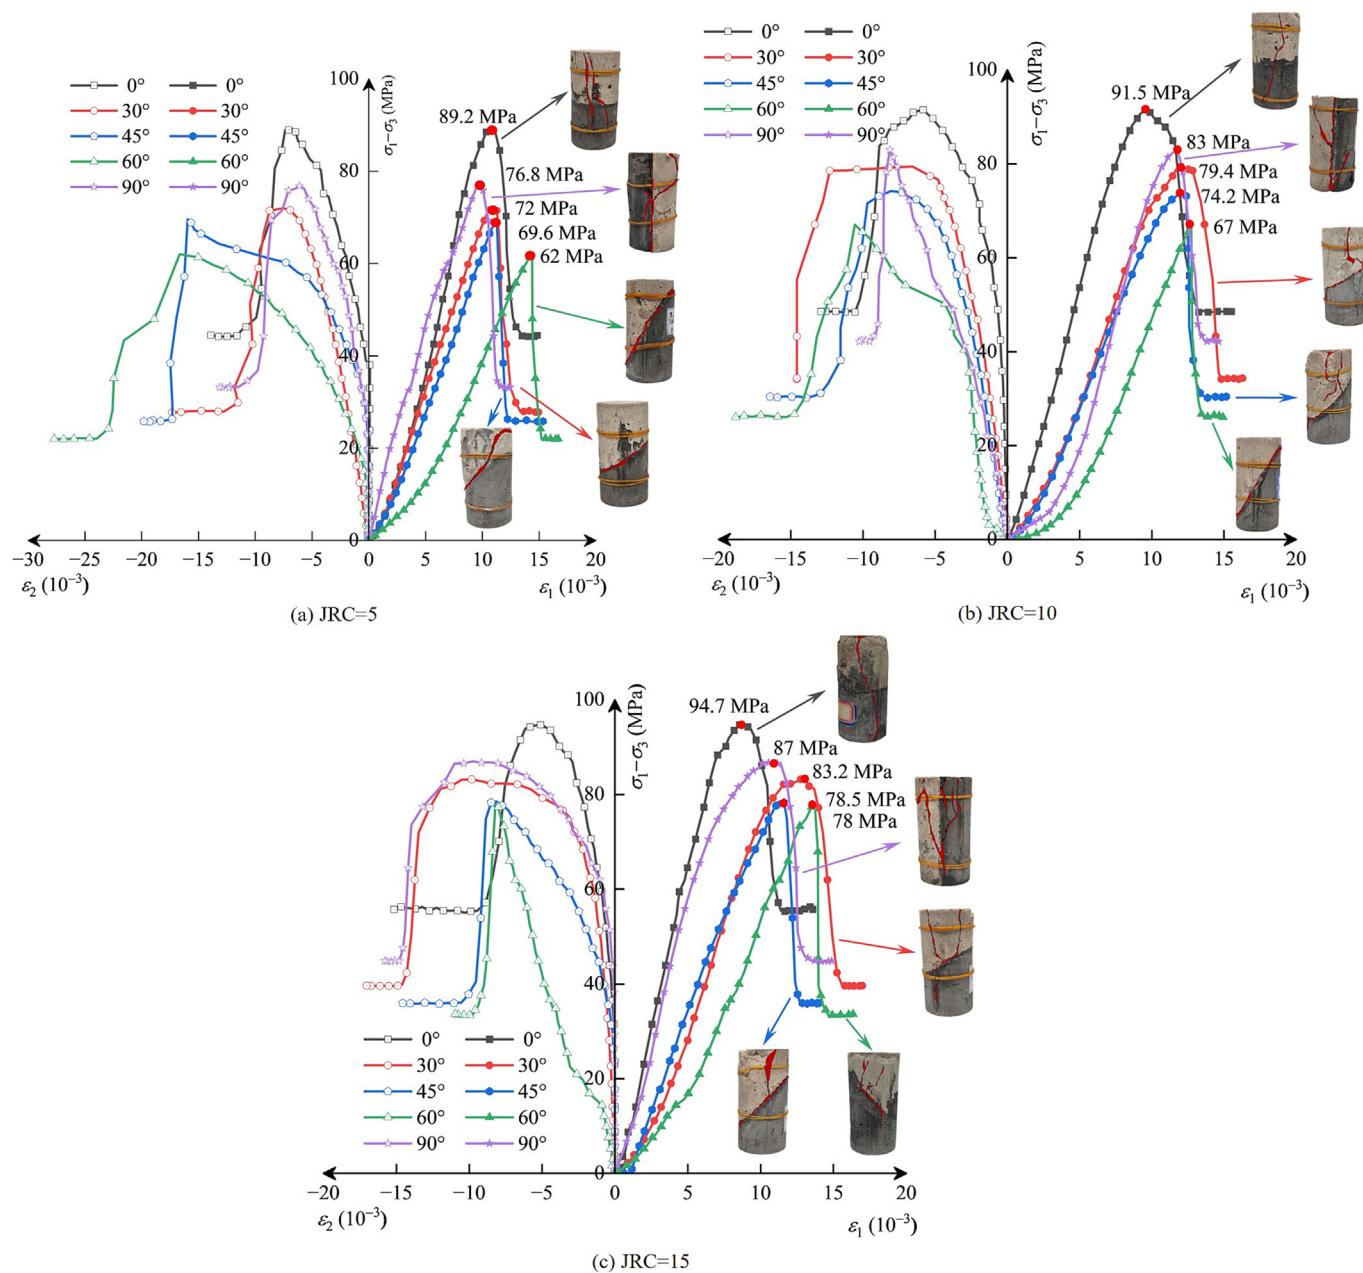 0° 0°
30° 30°
45° 45°
60° 60°
90° 90°
σ₁−σ₃ (MPa)
100
80
60
40
20
0
89.2 MPa
76.8 MPa
72 MPa
69.6 MPa
62 MPa
−30 −25 −20 −15 −10 −5 0 5 10 15 20
ε₂ (10⁻³) ε₁ (10⁻³)
(a) JRC=5
0° 0°
30° 30°
45° 45°
60° 60°
90° 90°
σ₁−σ₃ (MPa)
100
80
60
40
20
0
91.5 MPa
83 MPa
79.4 MPa
74.2 MPa
67 MPa
−20 −15 −10 −5 0 5 10 15 20
ε₂ (10⁻³) ε₁ (10⁻³)
(b) JRC=10
σ₁−σ₃ (MPa)
100
80
60
40
20
0
94.7 MPa
87 MPa
83.2 MPa
78.5 MPa
78 MPa
0° 0°
30° 30°
45° 45°
60° 60°
90° 90°
−20 −15 −10 −5 0 5 10 15 20
ε₂ (10⁻³) ε₁ (10⁻³)
(c) JRC=15